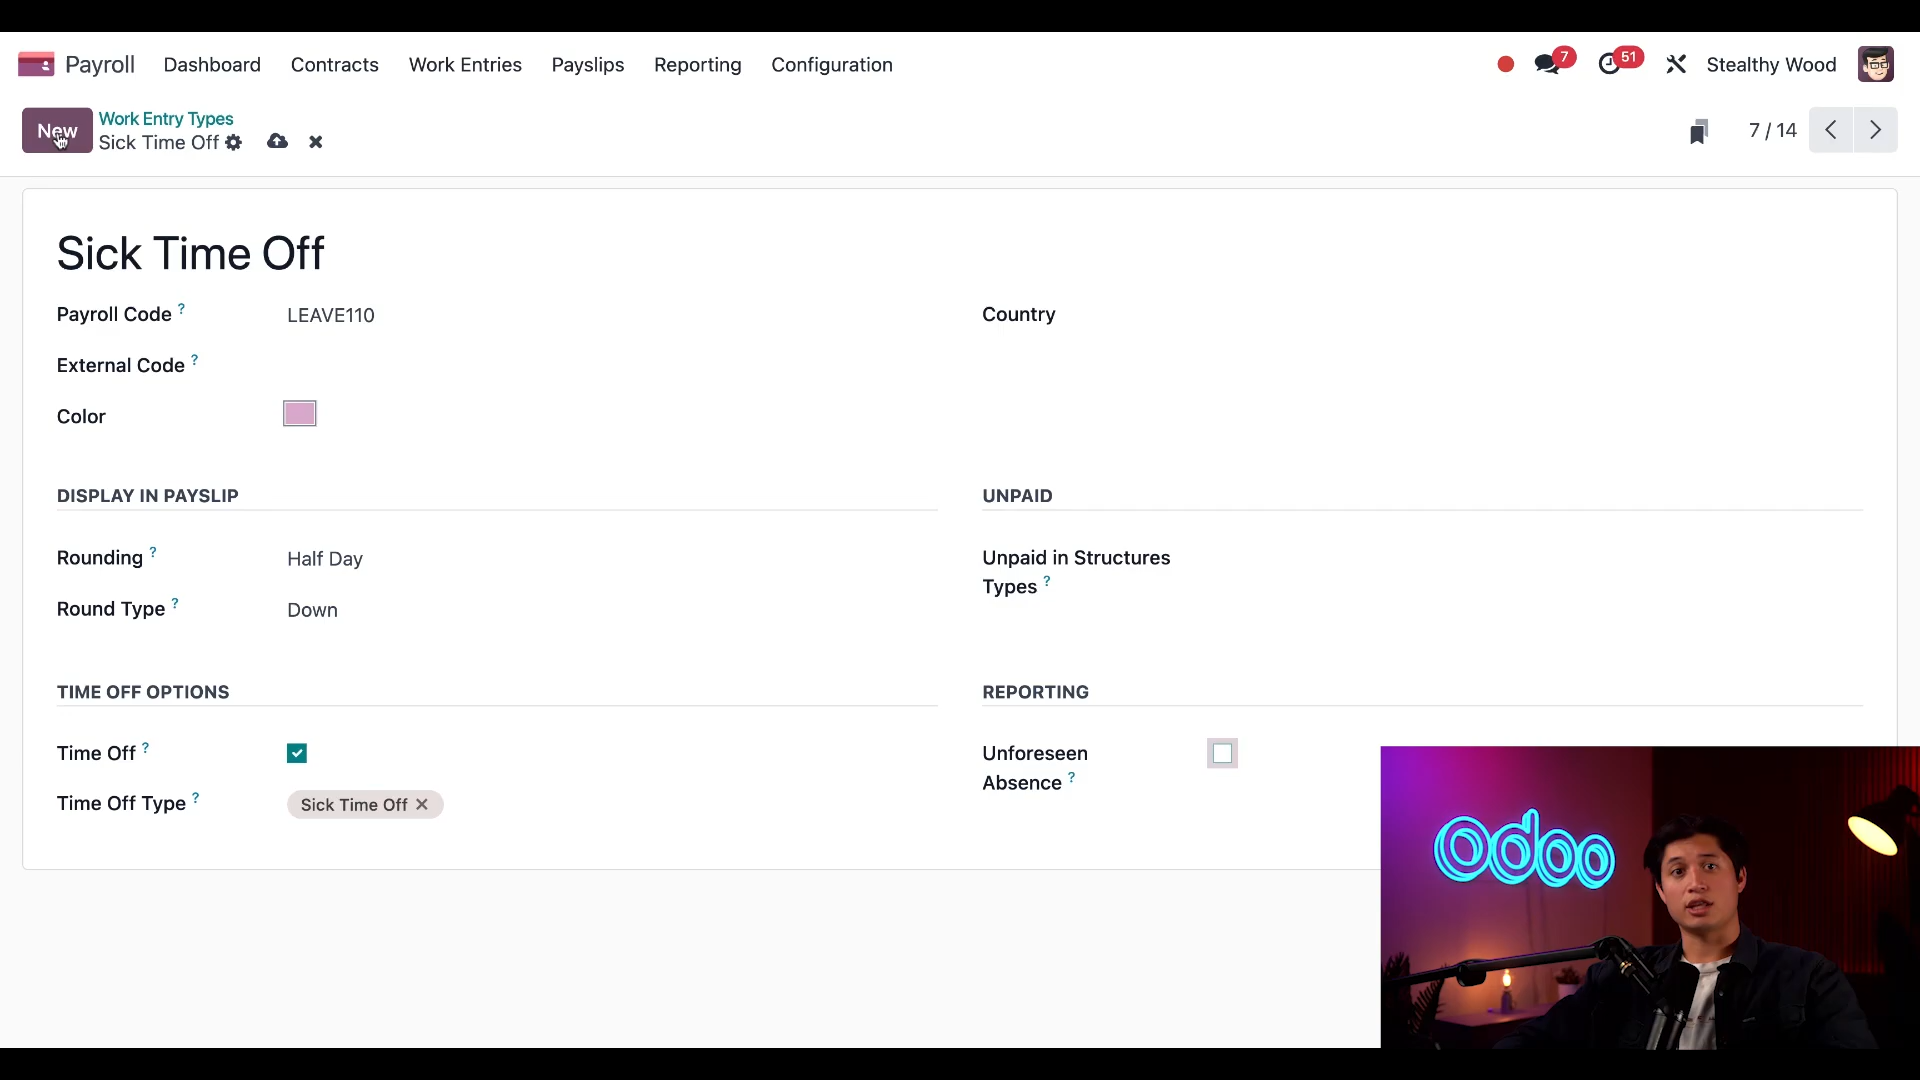 Payroll Dashboard Contracts Work Entries Payslips Reporting Configuration 7 51 Stealthy Wood
New Work Entry Types
Sick Time Off
7 / 14
Sick Time Off
Payroll Code ? LEAVE110 Country
External Code ?
Color
DISPLAY IN PAYSLIP UNPAID
Rounding ? Half Day Unpaid in Structures
Types ?
Round Type ? Down
TIME OFF OPTIONS REPORTING
Time Off ? Unforeseen
Absence ?
Time Off Type ? Sick Time Off
odoo